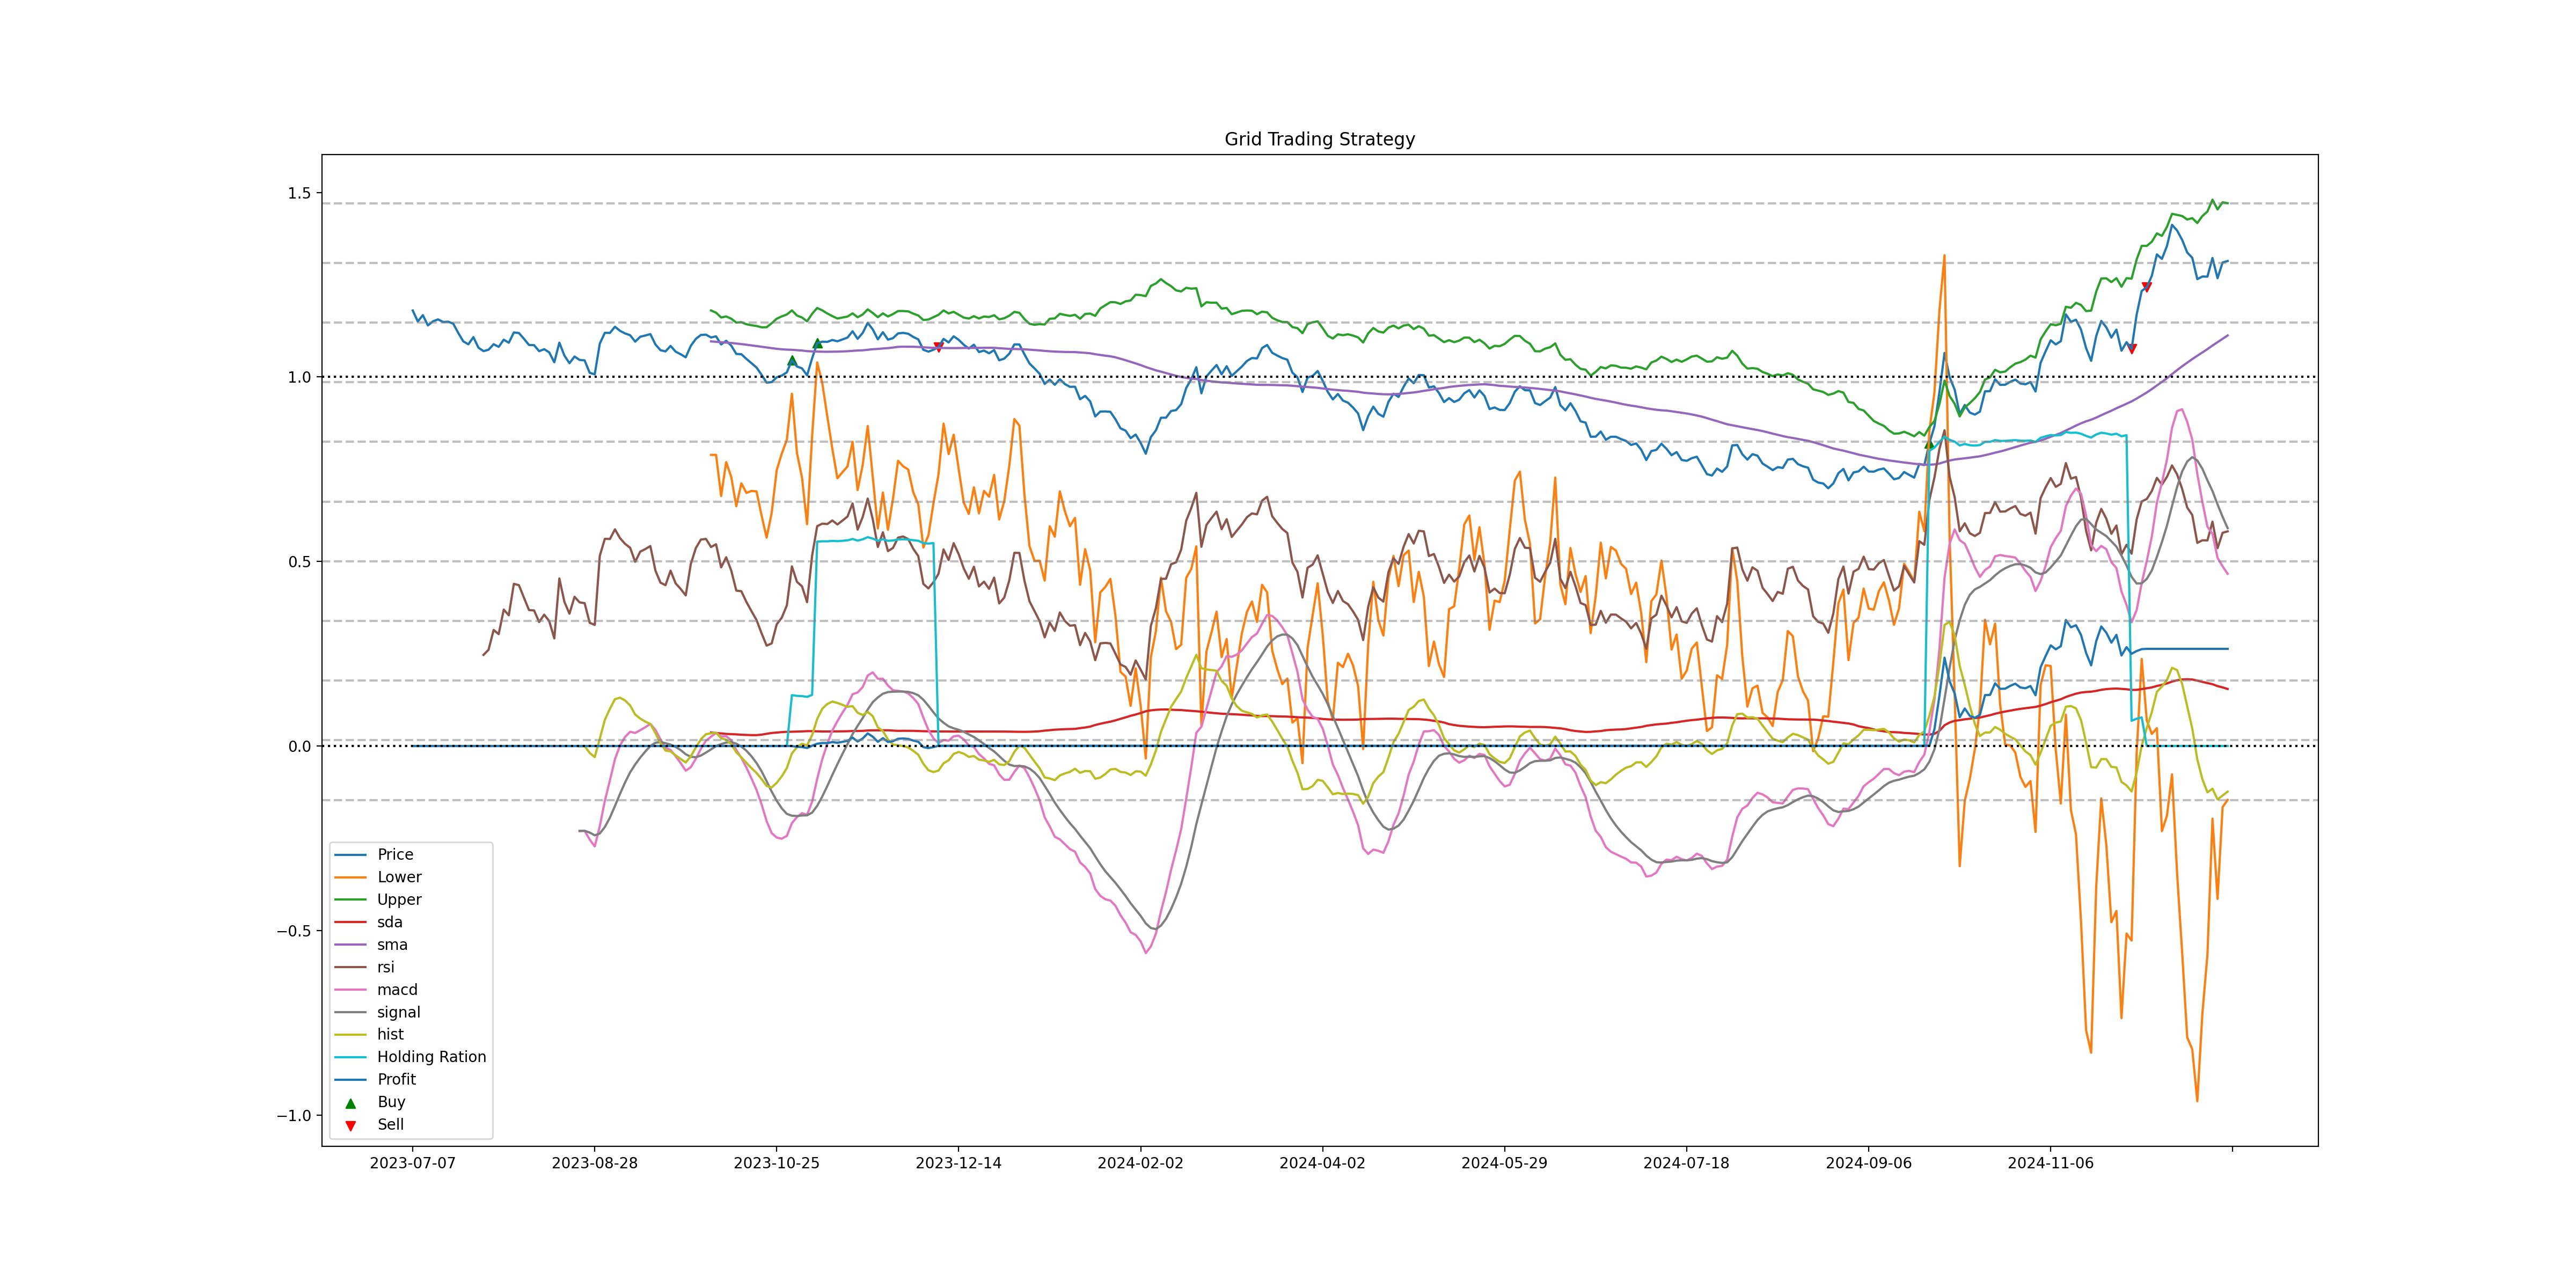 Grid Trading Strategy
1.5
1.0
0.5
0.0
−0.5
−1.0
Price
Lower
Upper
sda
sma
rsi
macd
signal
hist
Holding Ration
Profit
Buy
Sell
2023-07-07
2023-08-28
2023-10-25
2023-12-14
2024-02-02
2024-04-02
2024-05-29
2024-07-18
2024-09-06
2024-11-06